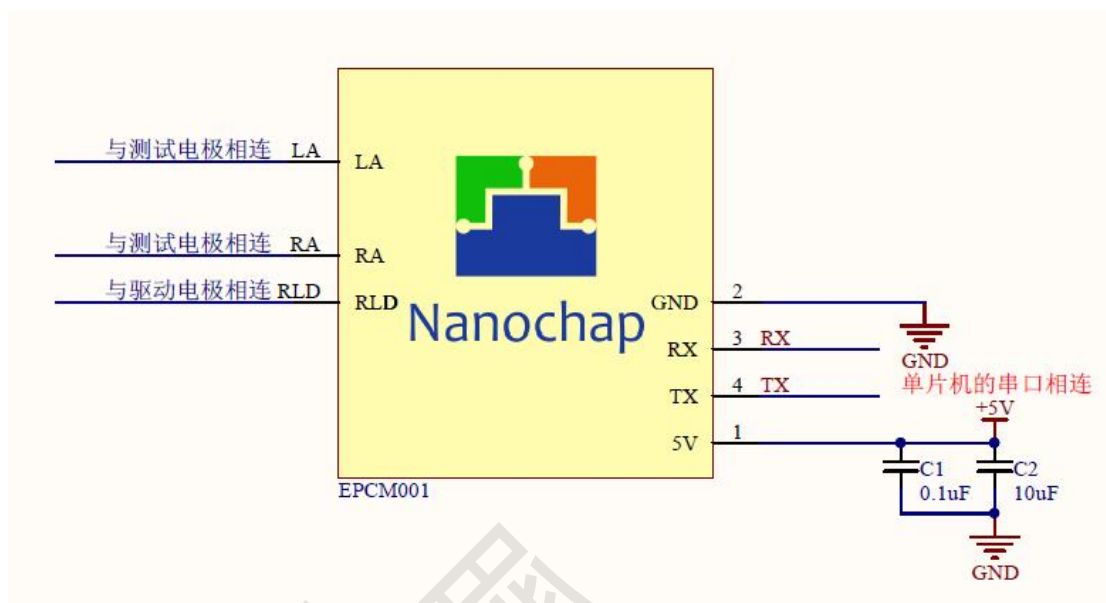 与测试电极相连 LA
LA
与测试电极相连 RA
RA
与驱动电极相连 RLD
RLD
Nanochap
GND 2
GND
RX 3 RX
单片机的串口相连
TX 4 TX
+5V
5V 1
C1
0.1uF
C2
10uF
GND
EPCM001